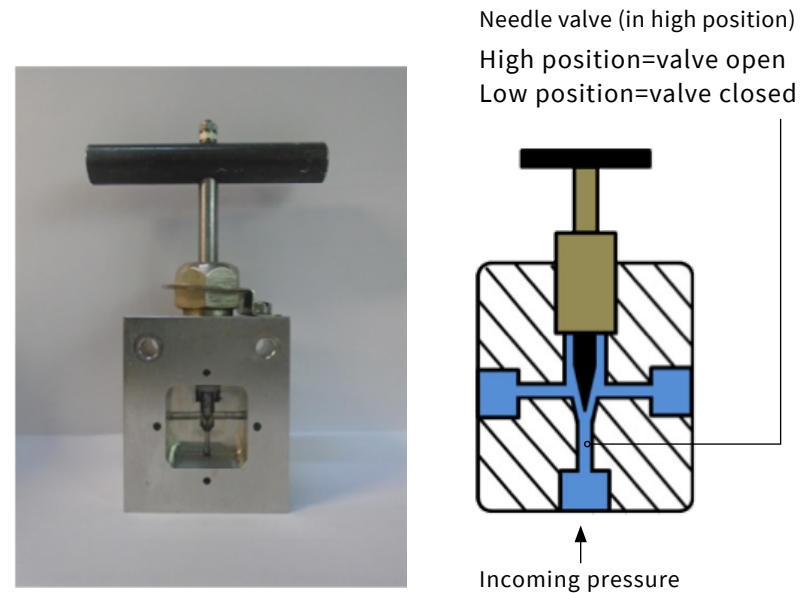 Needle valve (in high position)
High position=valve open
Low position=valve closed
Incoming pressure